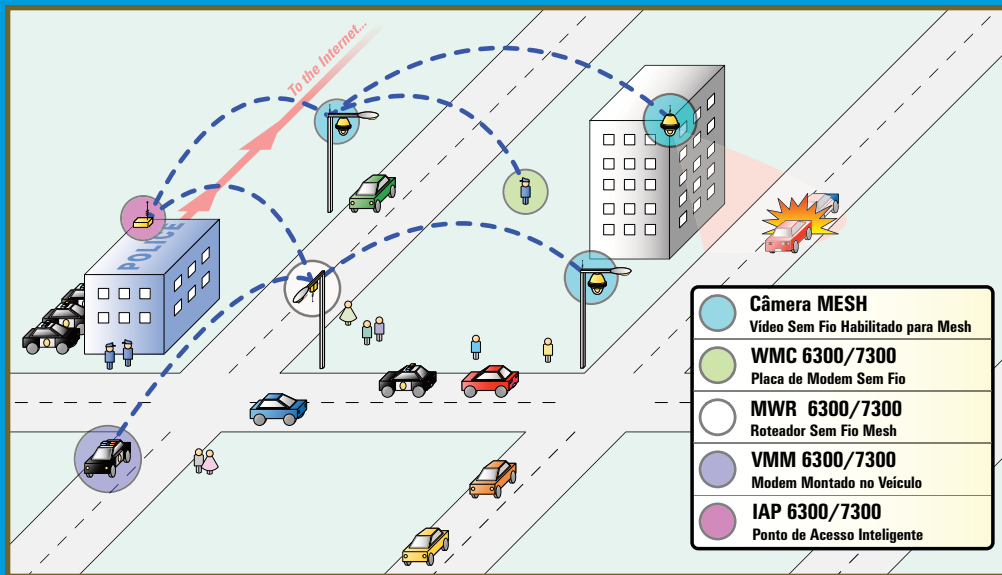 To the Internet...
POLICE
Câmera MESH
Vídeo Sem Fio Habilitado para Mesh
WMC 6300/7300
Placa de Modem Sem Fio
MWR 6300/7300
Roteador Sem Fio Mesh
VMM 6300/7300
Modem Montado no Veículo
IAP 6300/7300
Ponto de Acesso Inteligente